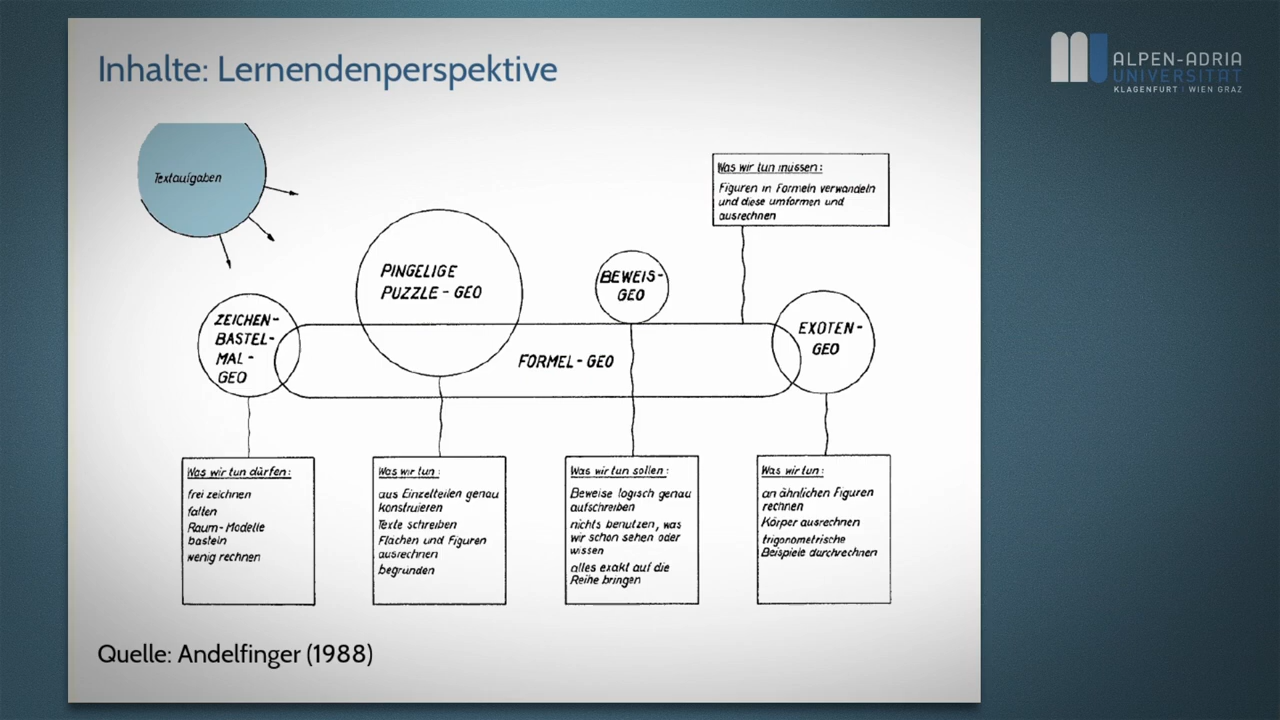 Inhalte: Lernendenperspektive
ALPEN-ADRIA
UNIVERSITÄT
KLAGENFURT | WIEN GRAZ
Textaufgaben
Was wir tun müssen:
Figuren in Formeln verwandeln
und diese umformen und
ausrechnen
PINGELIGE
PUZZLE-GEO
BEWEIS-
GEO
ZEICHEN-
BASTEL-
MAL-
GEO
EXOTEN-
GEO
FORMEL-GEO
Was wir tun dürfen:
frei zeichnen
falten
Raum-Modelle
basteln
wenig rechnen
Was wir tun:
aus Einzelteilen genau
konstruieren
Texte schreiben
Flächen und Figuren
ausrechnen
begründen
Was wir tun sollen:
Beweise logisch genau
aufschreiben
nichts benutzen, was
wir schon sehen oder
wissen
alles exakt auf die
Reihe bringen
Was wir tun:
an ähnlichen Figuren
rechnen
Körper ausrechnen
trigonometrische
Beispiele durchrechnen
Quelle: Andelfinger (1988)